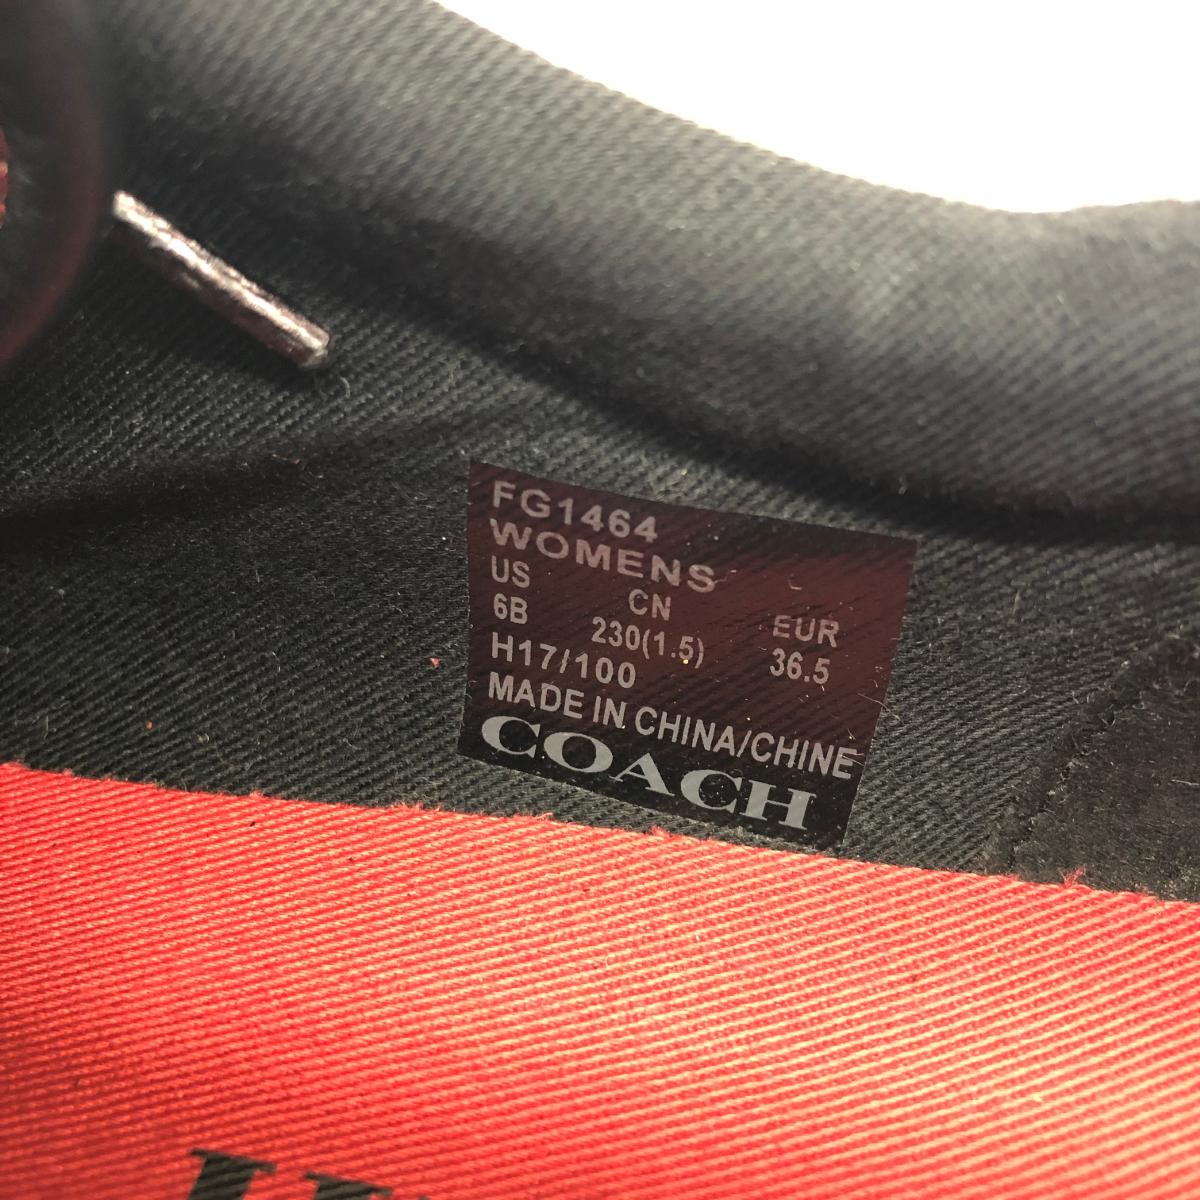 FG1464
WOMENS
US CN EUR
6B 230(1.5) 36.5
H17/100
MADE IN CHINA/CHINE
COACH